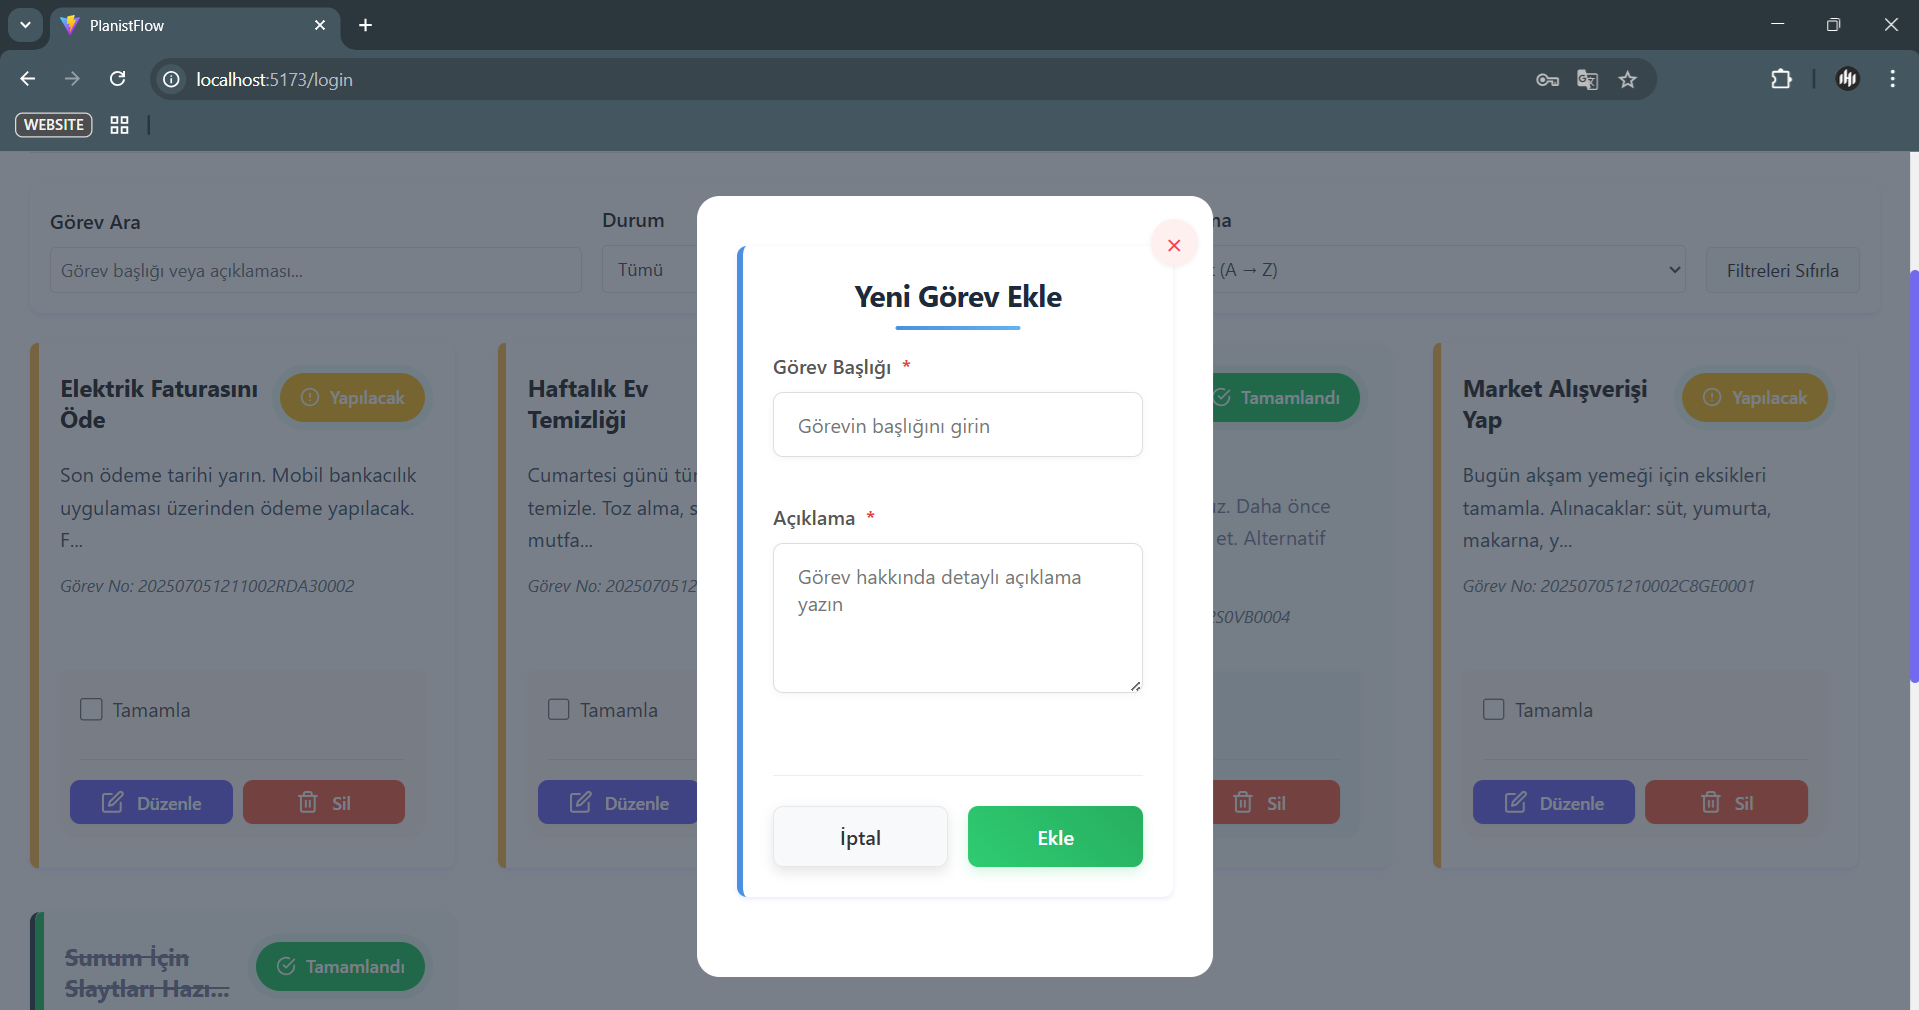 PlanistFlow
localhost:5173/login
WEBSITE
Görev Ara
Görev başlığı veya açıklaması...
Durum
Tümü
ma
(A → Z)
Filtreleri Sıfırla
Yeni Görev Ekle
Görev Başlığı *
Görevin başlığını girin
Açıklama *
Görev hakkında detaylı açıklama
yazın
İptal
Ekle
Elektrik Faturasını
Öde
Yapılacak
Son ödeme tarihi yarın. Mobil bankacılık
uygulaması üzerinden ödeme yapılacak.
F...
Görev No: 202507051211002RDA30002
Tamamla
Düzenle
Sil
Haftalık Ev
Temizliği
Cumartesi günü tür
temizle. Toz alma, s
mutfa...
Görev No: 2025070512
Tamamla
Düzenle
Tamamlandı
ız. Daha önce
et. Alternatif
S0VB0004
Sil
Market Alışverişi
Yap
Yapılacak
Bugün akşam yemeği için eksikleri
tamamla. Alınacaklar: süt, yumurta,
makarna, y...
Görev No: 202507051210002C8GE0001
Tamamla
Düzenle
Sil
Sunum İçin
Slaytları Hazı...
Tamamlandı